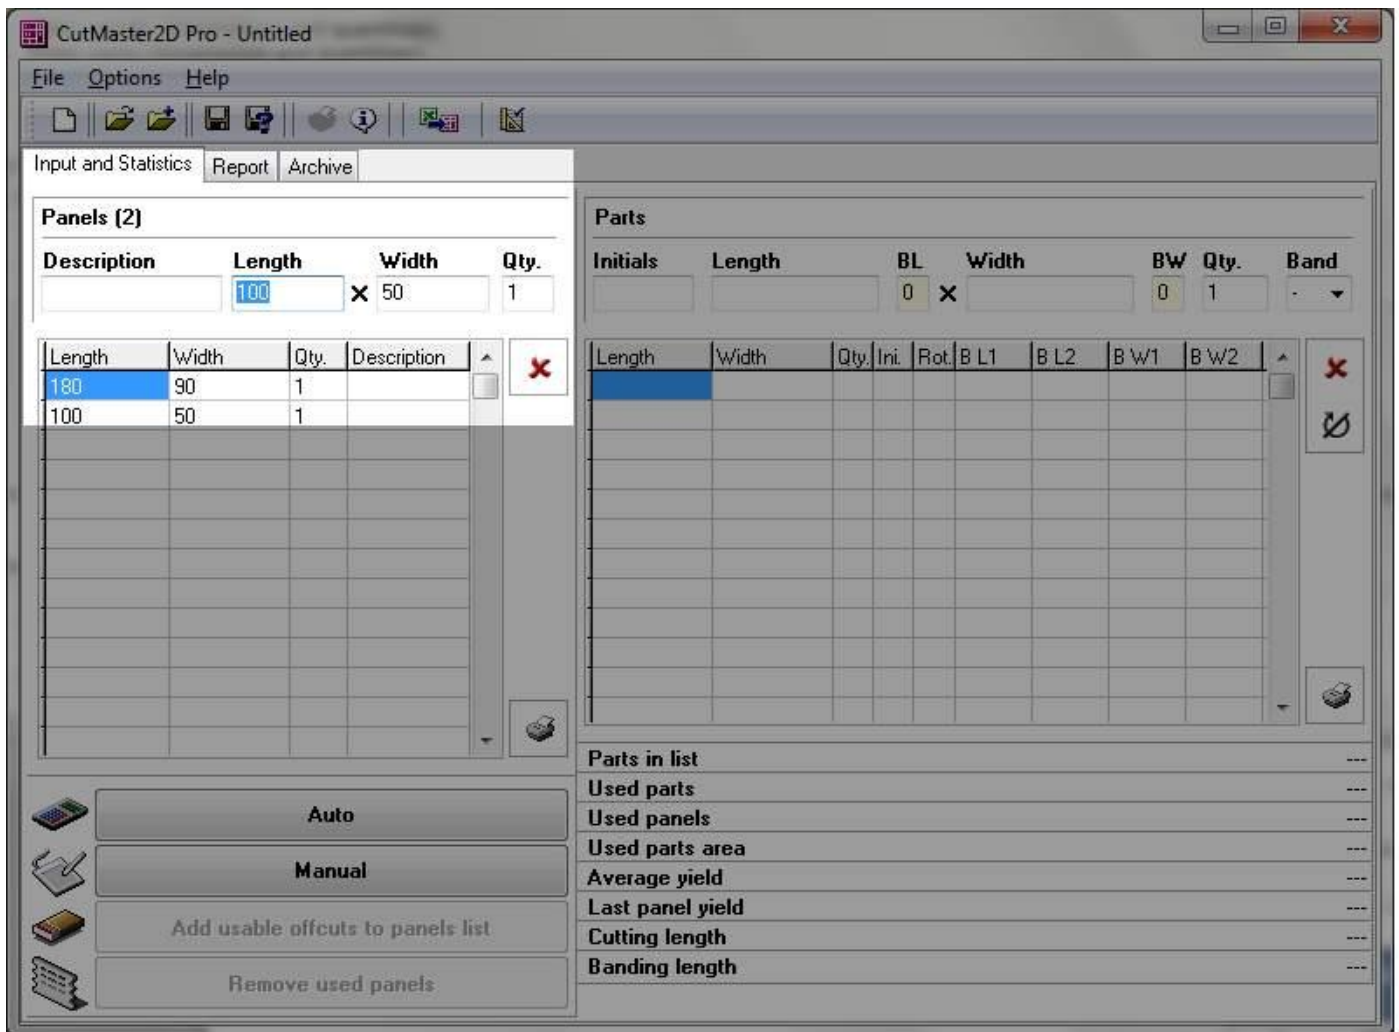 CutMaster2D Pro - Untitled
File Options Help
Input and Statistics Report Archive
Panels (2)
Description Length Width Qty.
100 50 1
Length Width Qty. Description
180 90 1
100 50 1
Auto
Manual
Add usable offcuts to panels list
Remove used panels
Parts
Initials Length BL Width BW Qty. Band
0 0 1 -
Length Width Qty. Ini. Rot. B L1 B L2 B W1 B W2
Parts in list ---
Used parts ---
Used panels ---
Used parts area ---
Average yield ---
Last panel yield ---
Cutting length ---
Banding length ---